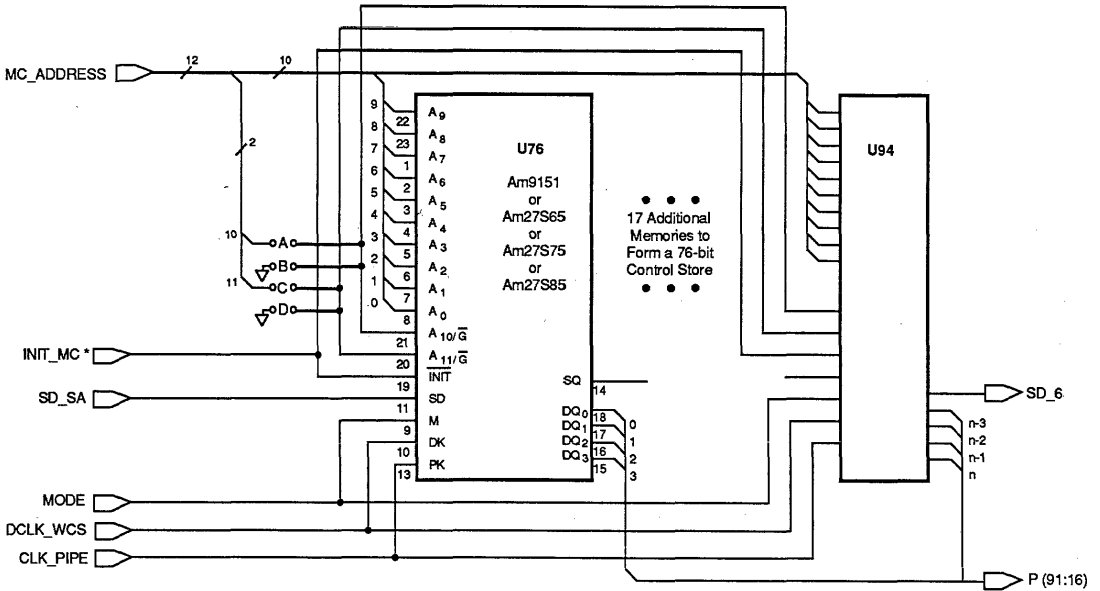 MC_ADDRESS
12
10
2
10
11
A
B
C
D
INIT_MC *
SD_SA
MODE
DCLK_WCS
CLK_PIPE
9
8
7
6
5
4
3
2
1
0
22
23
1
2
3
4
5
6
7
8
21
20
19
11
9
10
13
A9
A8
A7
A6
A5
A4
A3
A2
A1
A0
A10/G
A11/G
INIT
SD
M
DK
PK
U76
Am9151
or
Am27S65
or
Am27S75
or
Am27S85
SQ
14
DQ0
18
DQ1
17
DQ2
16
DQ3
15
0
1
2
3
17 Additional
Memories to
Form a 76-bit
Control Store
U94
SD_6
n-3
n-2
n-1
n
P (91:16)